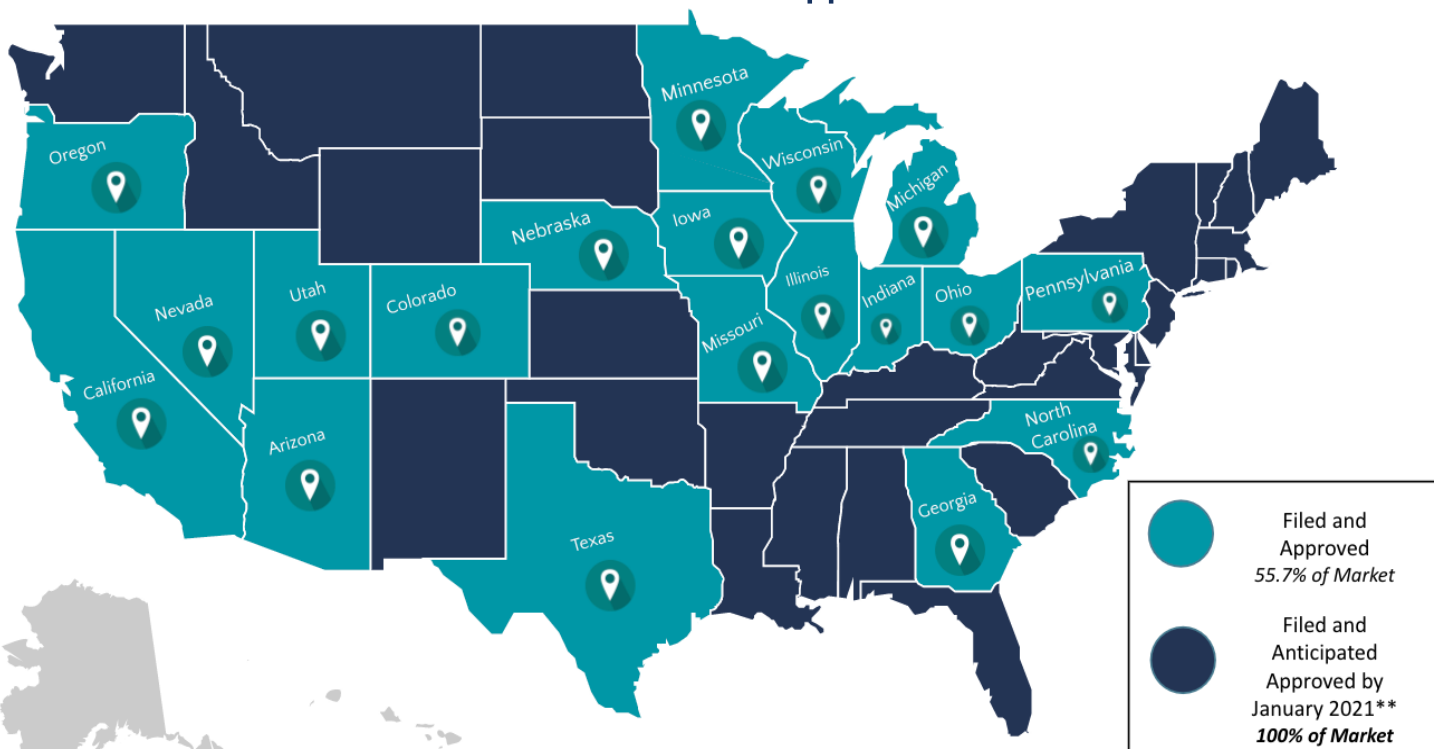 Minnesota
Oregon
Wisconsin
Michigan
Nebraska
Iowa
Nevada
Utah
Colorado
Illinois
Indiana
Ohio
Pennsylvania
Missouri
California
Arizona
North
Carolina
Georgia
Texas
Filed and
Approved
55.7% of Market
Filed and
Anticipated
Approved by
January 2021**
100% of Market